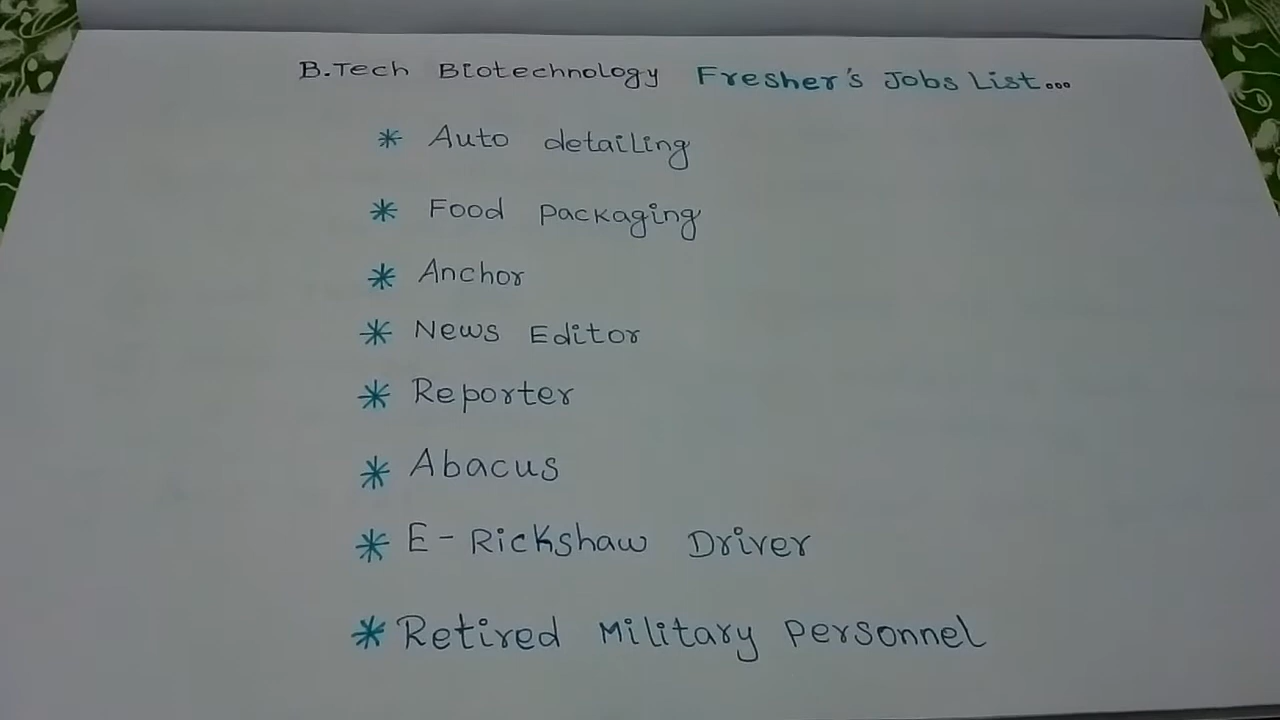 B.Tech Biotechnology Fresher's Jobs List...
* Auto detailing
* Food packaging
* Anchor
* News Editor
* Reporter
* Abacus
* E-Rickshaw Driver
* Retired Military personnel